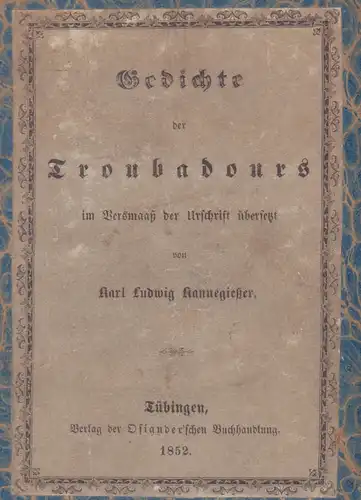 Gedichte
der
Troubadours
im Versmaaß der Urschrift übersetzt
von
Karl Ludwig Kannegießer.
Tübingen,
Verlag der Osiander'schen Buchhandlung.
1852.